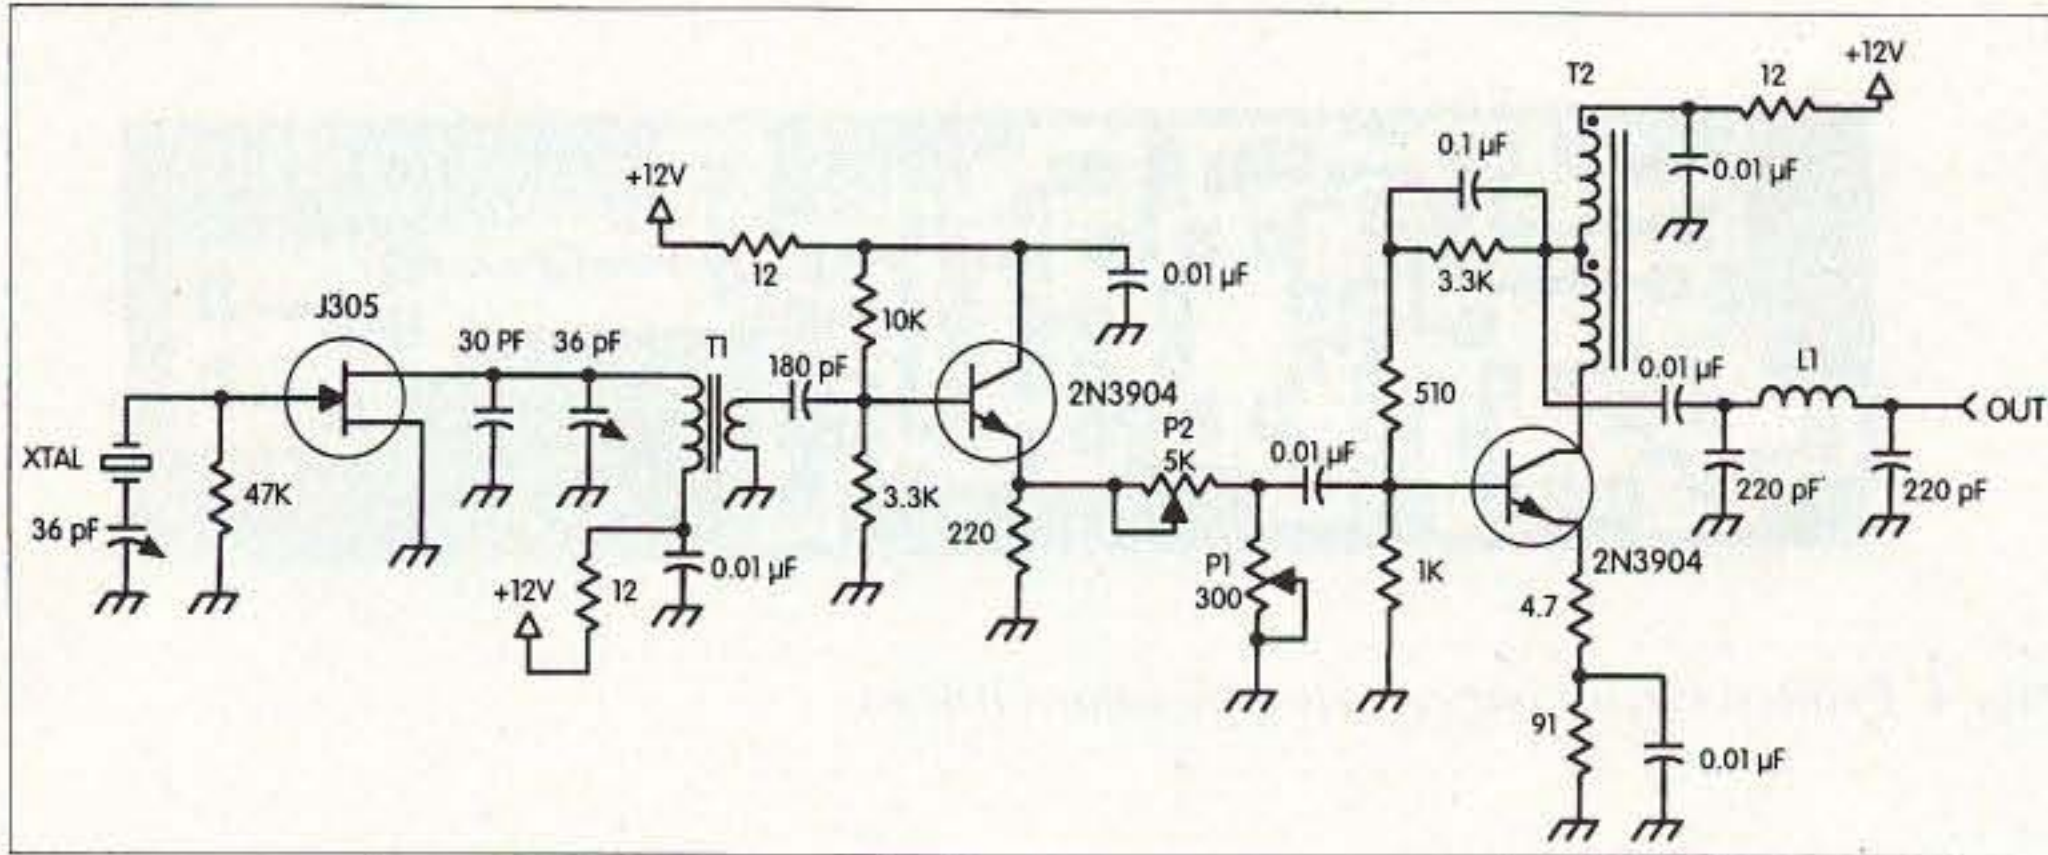 +12V
T2
12
0.1 µF
0.01 µF
+12V
3.3K
12
0.01 µF
J305
10K
30 PF
36 pF
T1
180 pF
2N3904
510
0.01 µF
L1
OUT
P2
5K
0.01 µF
XTAL
47K
3.3K
220 pF
220 pF
36 pF
220
0.01 µF
P1
300
1K
2N3904
+12V
12
4.7
91
0.01 µF